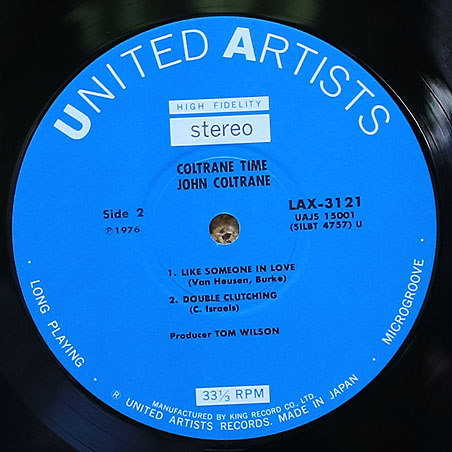 UNITED ARTISTS
HIGH FIDELITY
stereo
COLTRANE TIME
JOHN COLTRANE
Side 2
℗ 1976
LAX-3121
UAJS 15001
(SILBT 4757) U
1. LIKE SOMEONE IN LOVE
(Van Heusen, Burke)
2. DOUBLE CLUTCHING
(C. Israels)
Producer TOM WILSON
· LONG PLAYING ·
· MICROGROOVE ·
33⅓ RPM
MANUFACTURED BY KING RECORD CO. LTD.
® UNITED ARTISTS RECORDS. MADE IN JAPAN